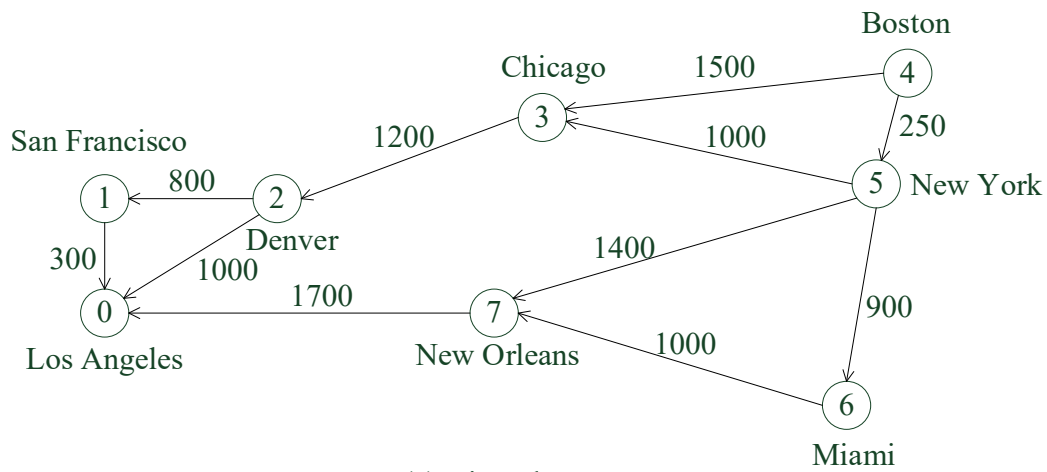 Boston
4
Chicago
1500
3
250
1200
1000
San Francisco
800
1
2
5
New York
Denver
300
1000
1400
1700
0
7
900
Los Angeles
New Orleans
1000
6
Miami